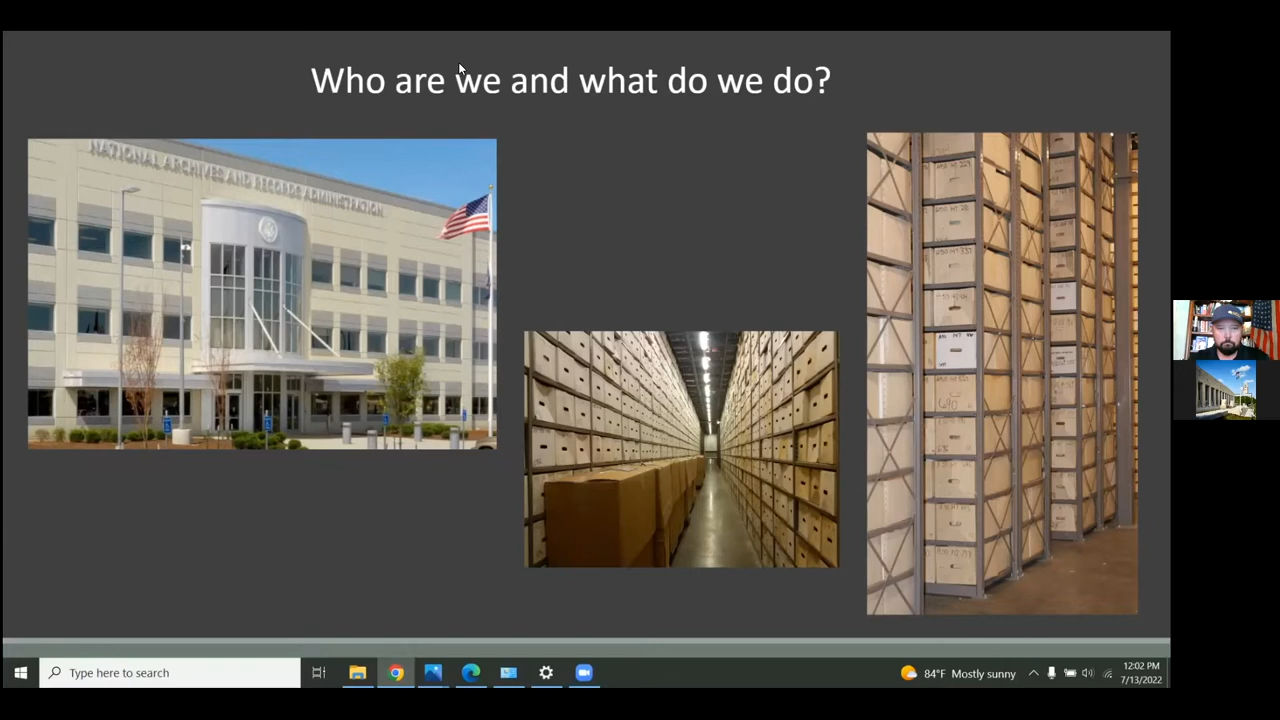 Who are we and what do we do?
NATIONAL ARCHIVES AND RECORDS ADMINISTRATION
690
Type here to search
84°F Mostly sunny
12:02 PM
7/13/2022